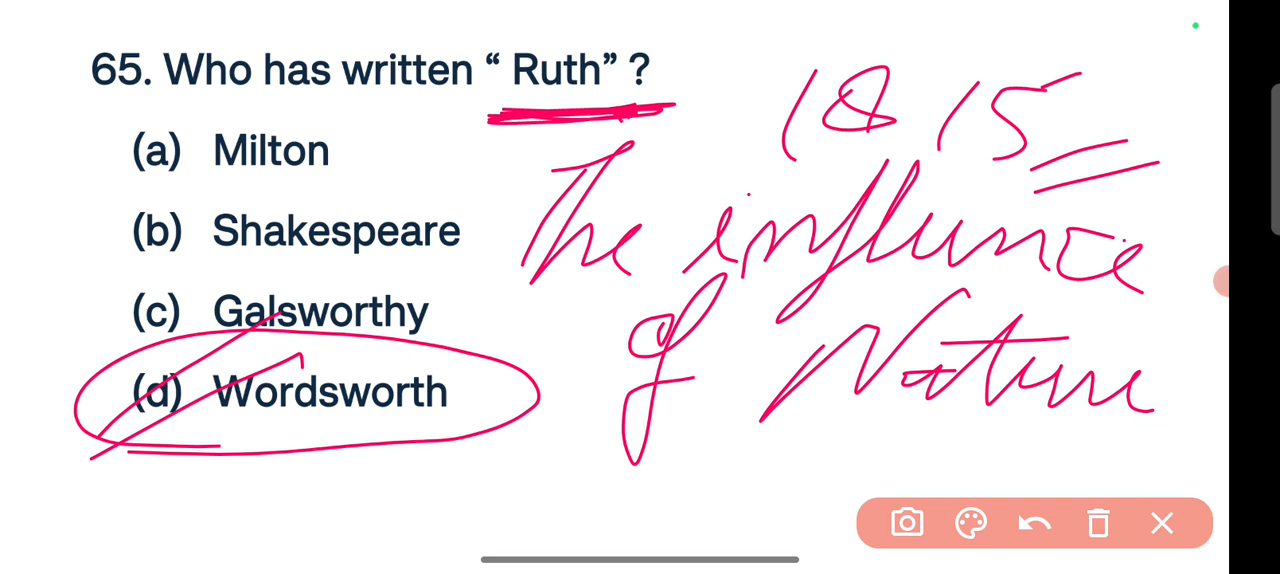 65. Who has written “ Ruth” ?
1815
(a) Milton
The influence
(b) Shakespeare
of Nature
(c) Galsworthy
(d) Wordsworth